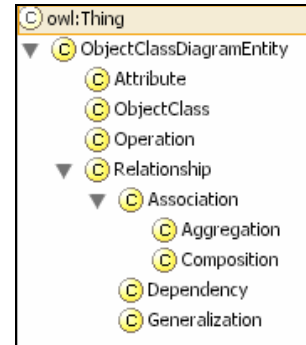 C owl:Thing
C ObjectClassDiagramEntity
C Attribute
C ObjectClass
C Operation
C Relationship
C Association
C Aggregation
C Composition
C Dependency
C Generalization